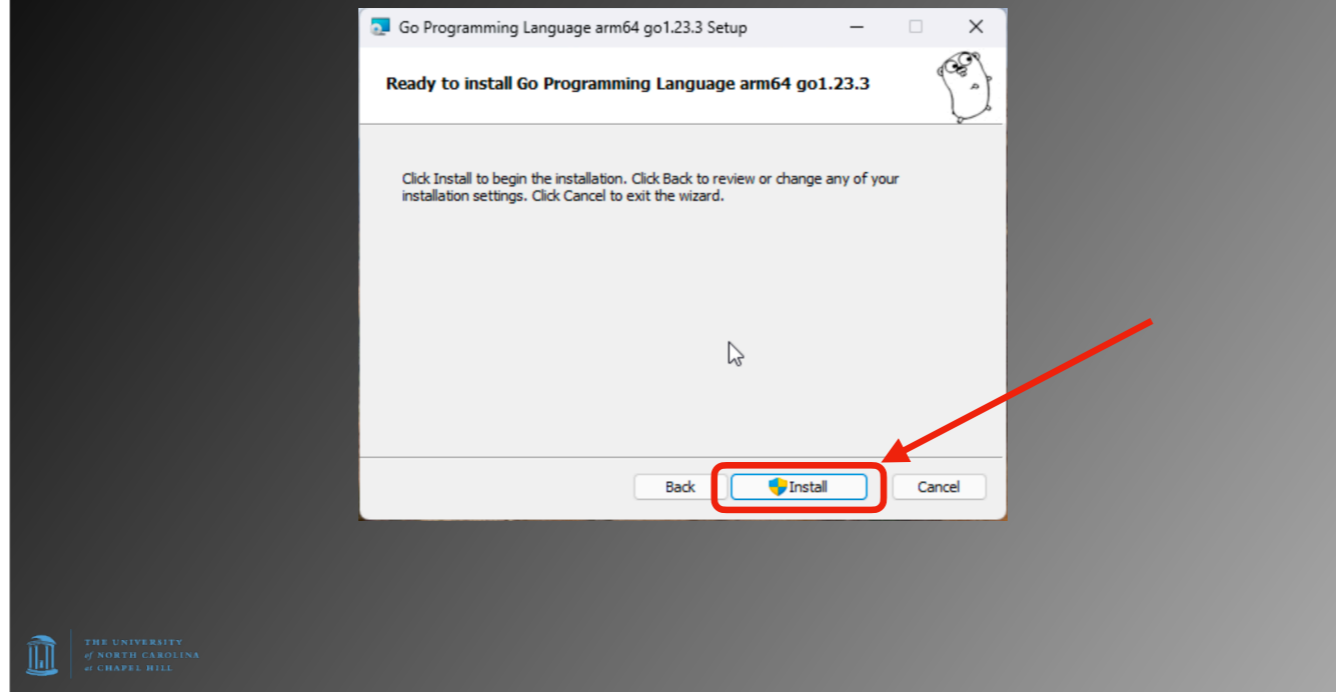 Go Programming Language arm64 go1.23.3 Setup
Ready to install Go Programming Language arm64 go1.23.3
Click Install to begin the installation. Click Back to review or change any of your
installation settings. Click Cancel to exit the wizard.
Back Install Cancel
THE UNIVERSITY
of NORTH CAROLINA
at CHAPEL HILL